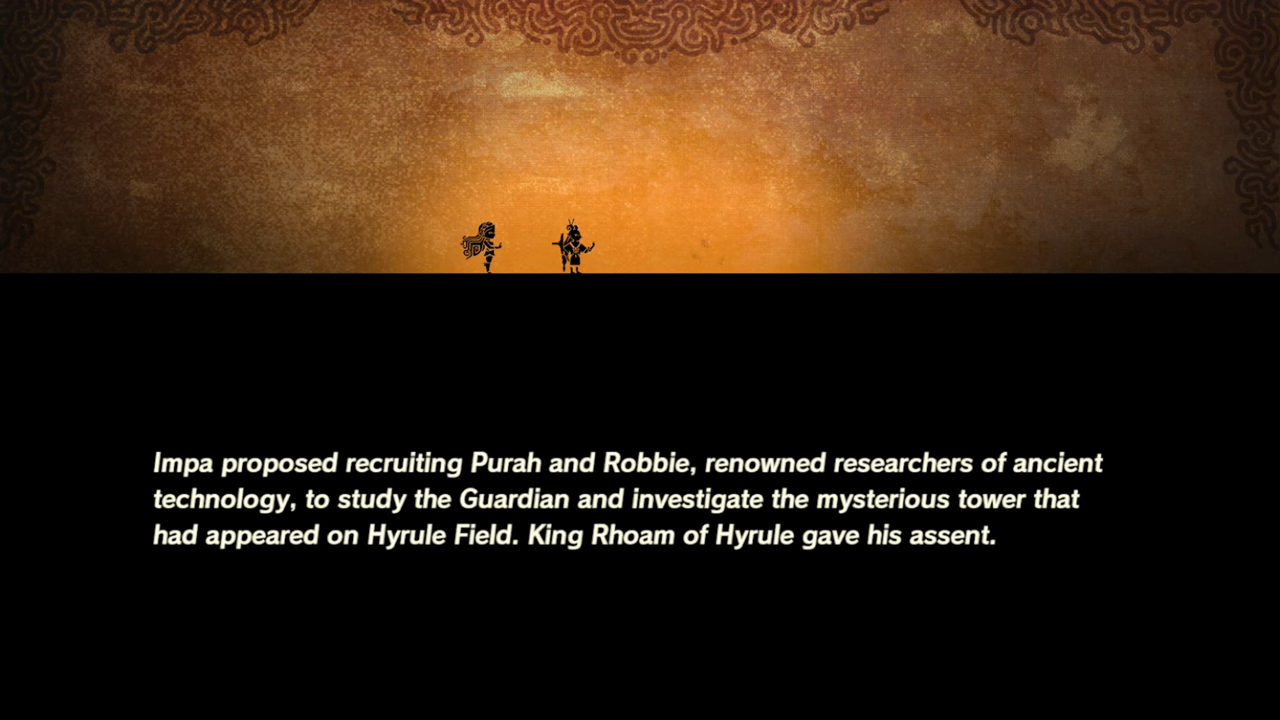 Impa proposed recruiting Purah and Robbie, renowned researchers of ancient
technology, to study the Guardian and investigate the mysterious tower that
had appeared on Hyrule Field. King Rhoam of Hyrule gave his assent.